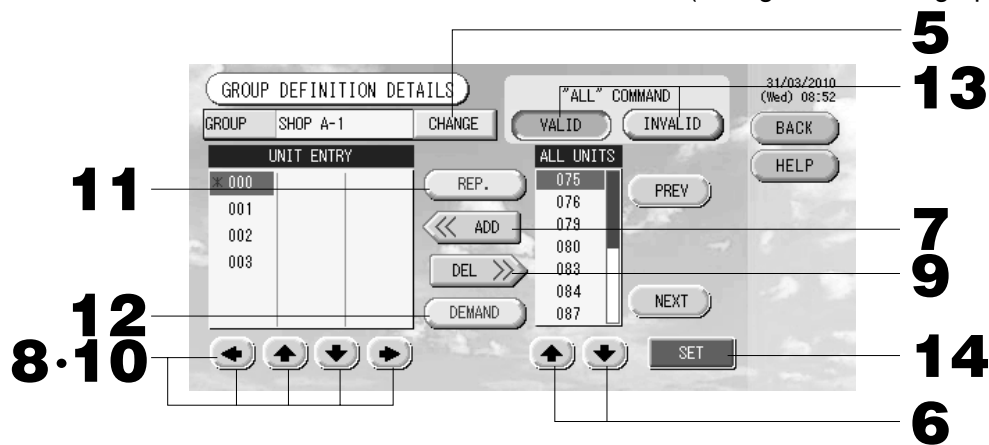 5
13
31/03/2010
(Wed) 08:52
GROUP DEFINITION DETAILS
"ALL" COMMAND
GROUP SHOP A-1 CHANGE
VALID INVALID
BACK
UNIT ENTRY
ALL UNITS
HELP
11
* 000
001
002
003
REP.
ADD
DEL
DEMAND
075
076
079
080
083
084
087
PREV
NEXT
7
9
12
8·10
SET
14
6